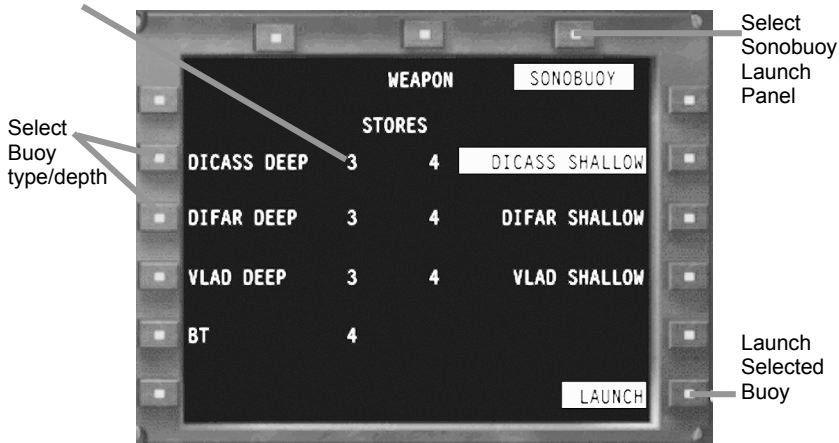 Select
Sonobuoy
Launch
Panel
WEAPON SONOBUOY
STORES
Select
Buoy
type/depth
DICASS DEEP 3 4 DICASS SHALLOW
DIFAR DEEP 3 4 DIFAR SHALLOW
VLAD DEEP 3 4 VLAD SHALLOW
BT 4
Launch
Selected
Buoy
LAUNCH